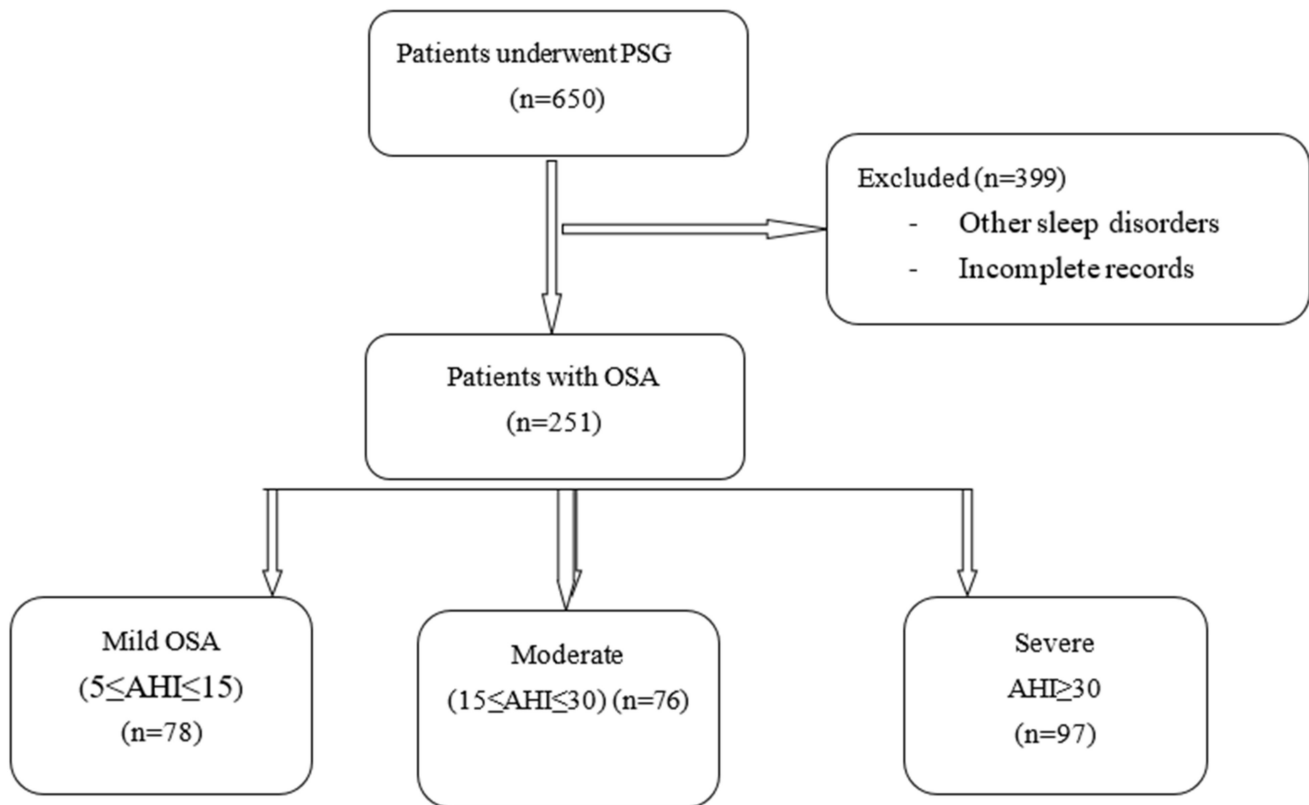 Patients underwent PSG
(n=650)
Excluded (n=399)
- Other sleep disorders
- Incomplete records
Patients with OSA
(n=251)
Mild OSA
(5≤AHI≤15)
(n=78)
Moderate
(15≤AHI≤30) (n=76)
Severe
AHI≥30
(n=97)